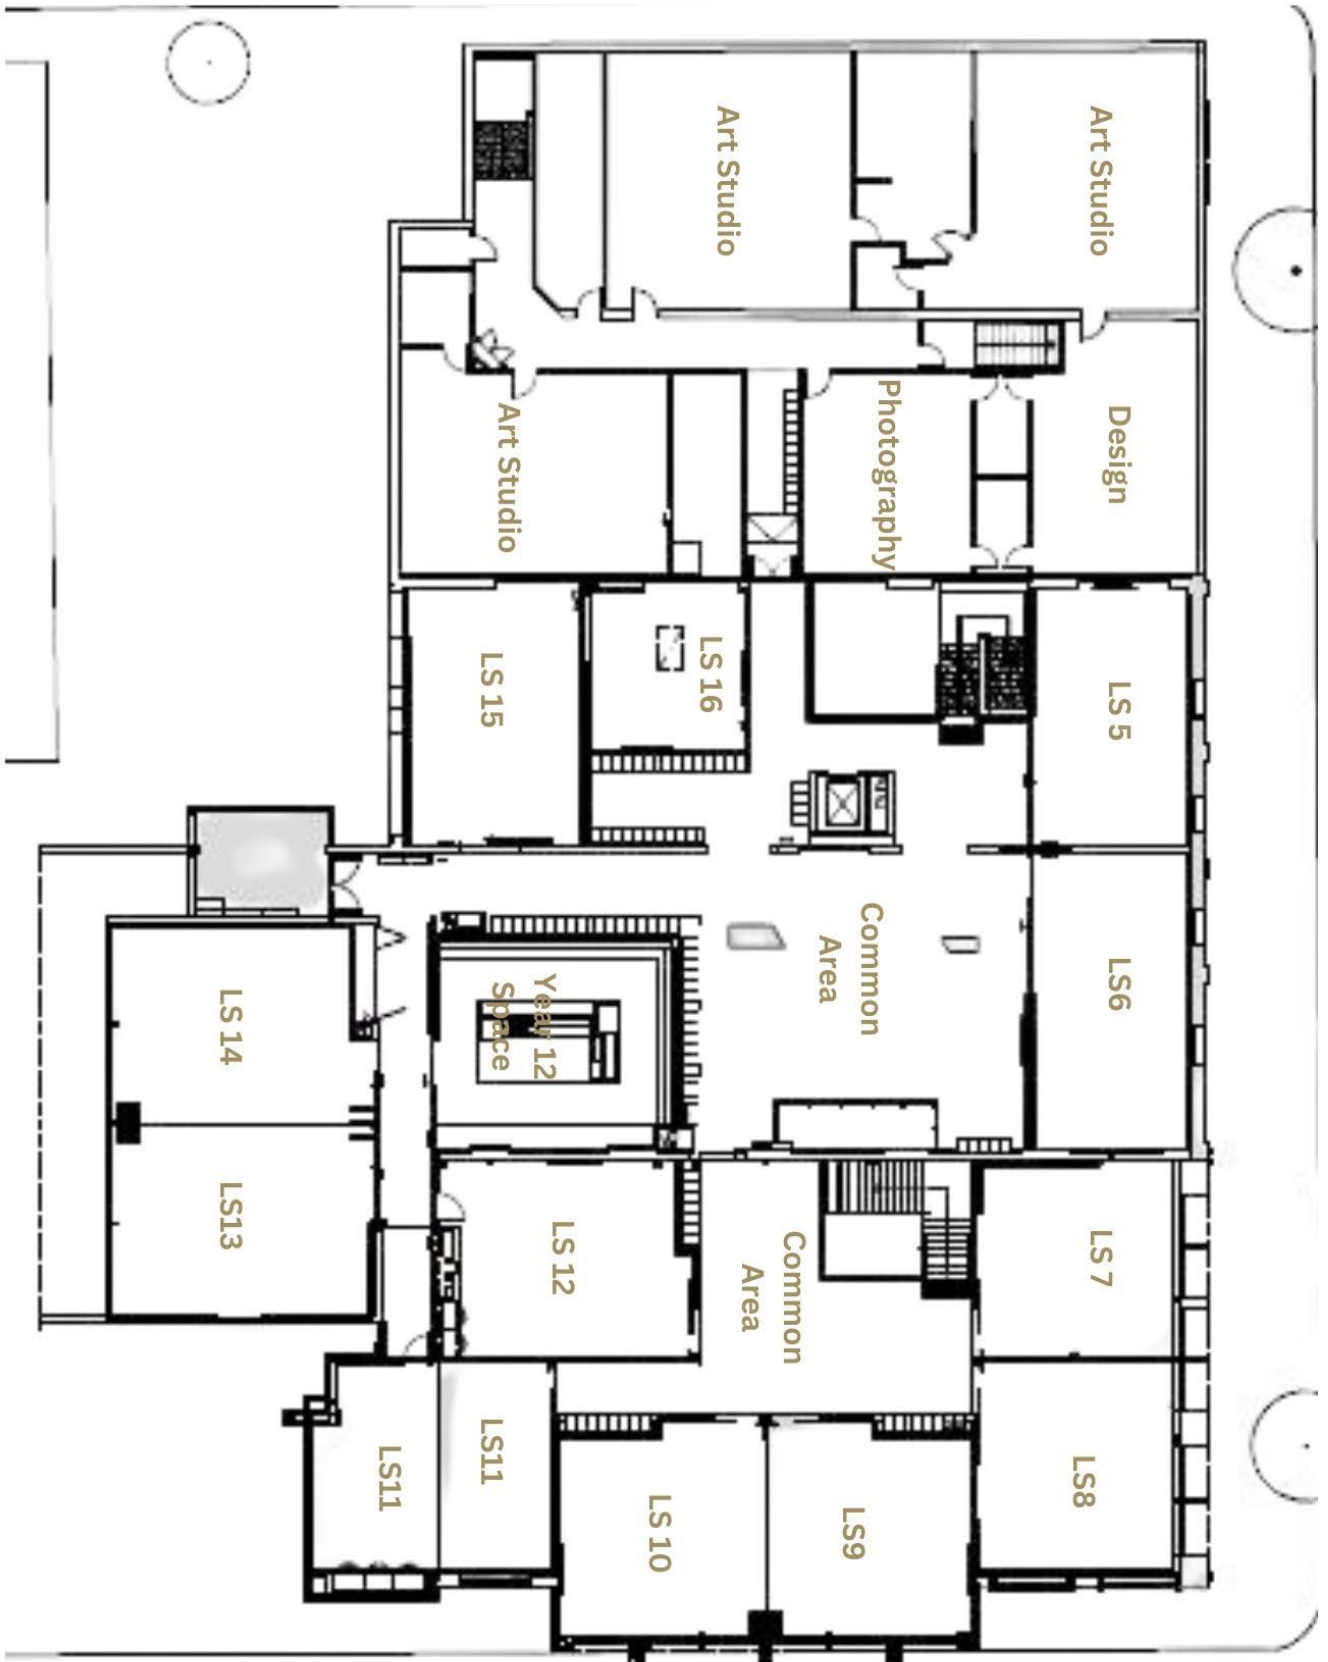 Art Studio
Art Studio
Art Studio
Photography
Design
LS 15
LS 16
LS 5
Common
Area
LS6
Year 12
Space
LS 14
LS13
LS 12
Common
Area
LS 7
LS11
LS11
LS 10
LS9
LS8